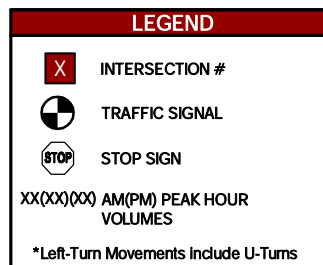 LEGEND
X INTERSECTION #
TRAFFIC SIGNAL
STOP STOP SIGN
XX(XX)(XX) AM(PM) PEAK HOUR
VOLUMES
*Left-Turn Movements include U-Turns